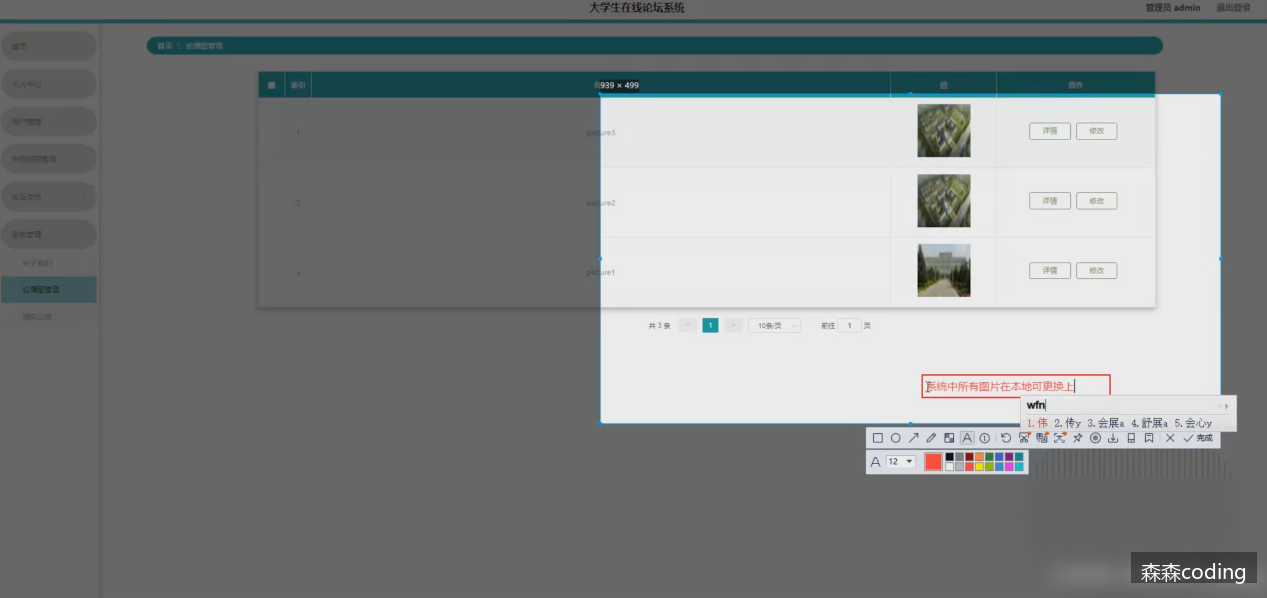 大学生在线论坛系统
管理员 admin
退出登录
首页
个人中心
用户管理
论坛交流
系统管理
关于我们
轮播图管理
首页
轮播图管理
索引
939 × 499
值
操作
1
picture3
详情
修改
2
picture2
详情
修改
picture1
详情
修改
共 3 条
1
10条/页
前往
1
页
系统中所有图片在本地可更换上
wfn
1.伟 2.传y 3.会展a 4.舒展a 5.会心y
完成
A
12
森森coding